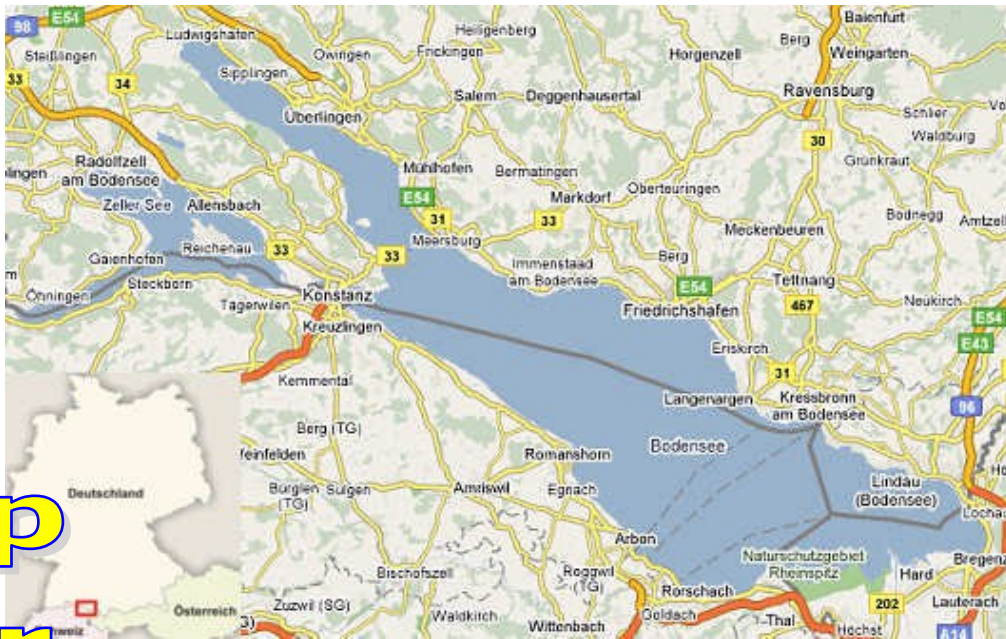 98
E54
Ludwigshafen
Owingen
Frickingen
Heiligenberg
Horgenzell
Berg
Baienfurt
Weingarten
Steißlingen
33
34
Sipplingen
Salem
Deggenhausertal
Ravensburg
Überlingen
Schlier
Waldburg
30
Grünkraut
Radolfzell
am Bodensee
Mühlhofen
Bermatingen
Oberteuringen
Zeller See
Allensbach
E54
31
33
Markdorf
Meckenbeuren
Bodnegg
Amtzell
Reichenau
33
33
Meersburg
Berg
Gaienhofen
Immenstaad
am Bodensee
Tettnang
Öhningen
Steckborn
Tägerwilen
Konstanz
Friedrichshafen
E54
467
Neukirch
E54
E43
Kreuzlingen
Eriskirch
31
Kemmental
Langenargen
Kressbronn
am Bodensee
96
Berg (TG)
Bodensee
Romanshorn
Lindau
(Bodensee)
Deutschland
Bürglen
(TG)
Sulgen
Amriswil
Egnach
Lochau
Arbon
Naturschutzgebiet
Rheinspitz
Bregenz
Bischofszell
Roggwil
(TG)
Rorschach
Hard
Österreich
Zuzwil (SG)
Waldkirch
Wittenbach
Goldach
Thal
Höchst
202
Lauterach
A14
p